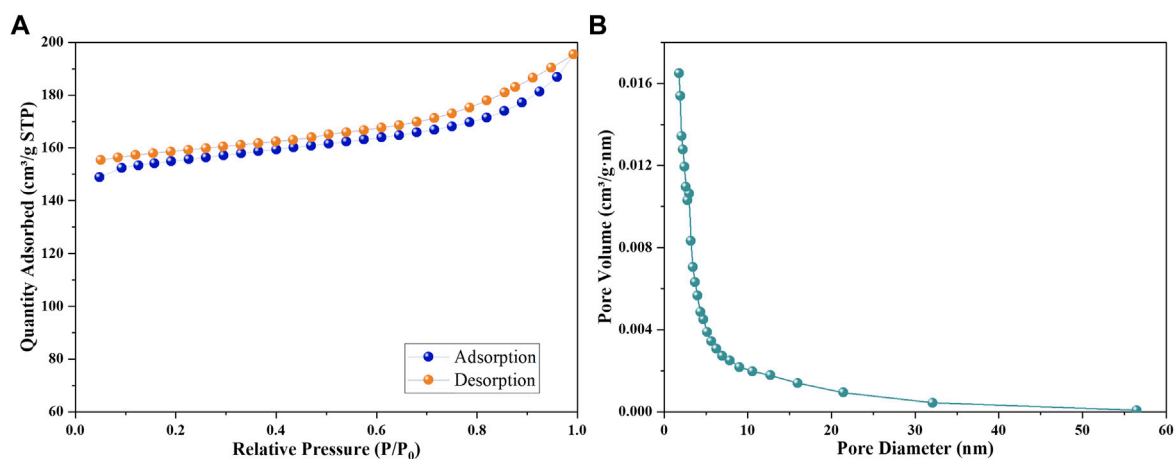 A
200
180
160
140
120
100
80
60
Quantity Adsorbed (cm³/g STP)
Adsorption
Desorption
0.0 0.2 0.4 0.6 0.8 1.0
Relative Pressure (P/P₀)
B
0.016
0.012
0.008
0.004
0.000
Pore Volume (cm³/g·nm)
0 10 20 30 40 50 60
Pore Diameter (nm)